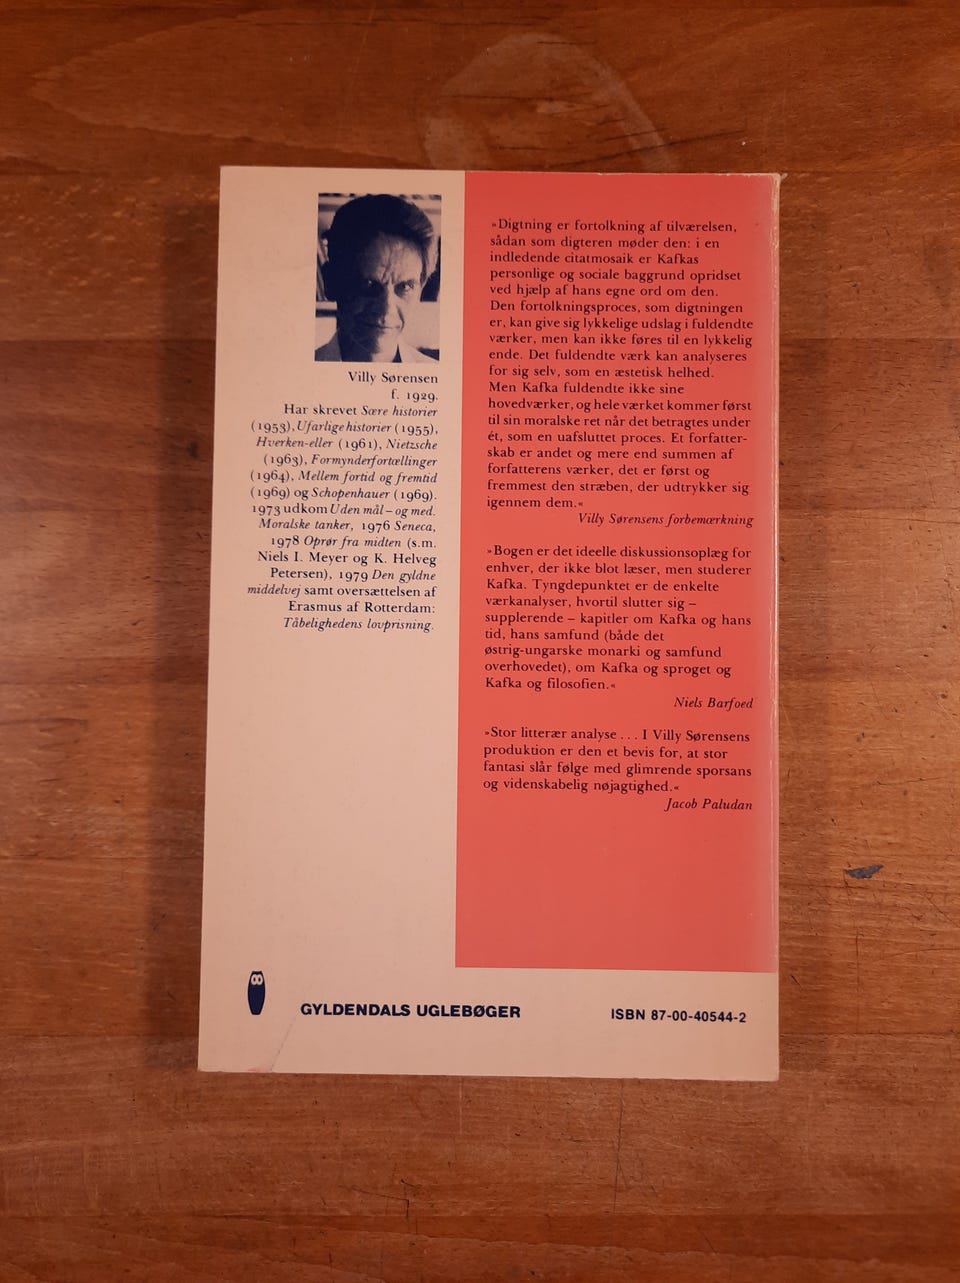 Villy Sørensen
f. 1929.
Har skrevet Sære historier
(1953), Ufarlige historier (1955),
Hverken-eller (1961), Nietzsche
(1963), Formynderfortællinger
(1964), Mellem fortid og fremtid
(1969) og Schopenhauer (1969).
1973 udkom Uden mål – og med.
Moralske tanker, 1976 Seneca,
1978 Oprør fra midten (s.m.
Niels I. Meyer og K. Helveg
Petersen), 1979 Den gyldne
middelvej samt oversættelsen af
Erasmus af Rotterdam:
Tåbelighedens lovprisning.
»Digtning er fortolkning af tilværelsen,
sådan som digteren møder den: i en
indledende citatmosaik er Kafkas
personlige og sociale baggrund opridset
ved hjælp af hans egne ord om den.
Den fortolkningsproces, som digtningen
er, kan give sig lykkelige udslag i fuldendte
værker, men kan ikke føres til en lykkelig
ende. Det fuldendte værk kan analyseres
for sig selv, som en æstetisk helhed.
Men Kafka fuldendte ikke sine
hovedværker, og hele værket kommer først
til sin moralske ret når det betragtes under
ét, som en uafsluttet proces. Et forfatter-
skab er andet og mere end summen af
forfatterens værker, det er først og
fremmest den stræben, der udtrykker sig
igennem dem.«
Villy Sørensens forbemærkning
»Bogen er det ideelle diskussionsoplæg for
enhver, der ikke blot læser, men studerer
Kafka. Tyngdepunktet er de enkelte
værkanalyser, hvortil slutter sig –
supplerende – kapitler om Kafka og hans
tid, hans samfund (både det
østrig-ungarske monarki og samfund
overhovedet), om Kafka og sproget og
Kafka og filosofien.«
Niels Barfoed
»Stor litterær analyse . . . I Villy Sørensens
produktion er den et bevis for, at stor
fantasi slår følge med glimrende sporsans
og videnskabelig nøjagtighed.«
Jacob Paludan
GYLDENDALS UGLEBØGER
ISBN 87-00-40544-2